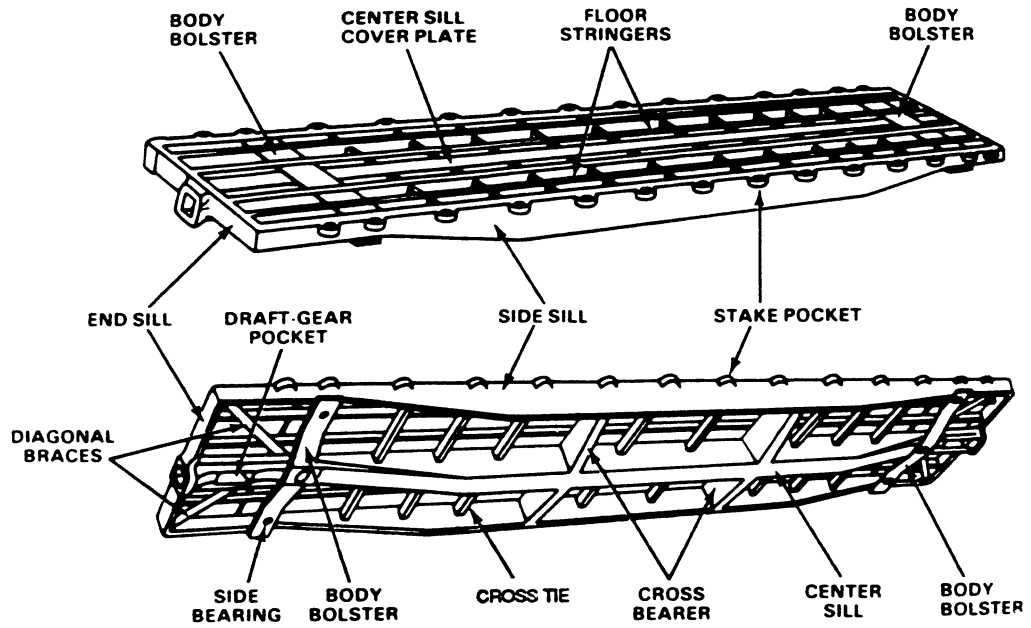 BODY
BOLSTER
CENTER SILL
COVER PLATE
FLOOR
STRINGERS
BODY
BOLSTER
END SILL
DRAFT-GEAR
POCKET
SIDE SILL
STAKE POCKET
DIAGONAL
BRACES
SIDE
BEARING
BODY
BOLSTER
CROSS TIE
CROSS
BEARER
CENTER
SILL
BODY
BOLSTER